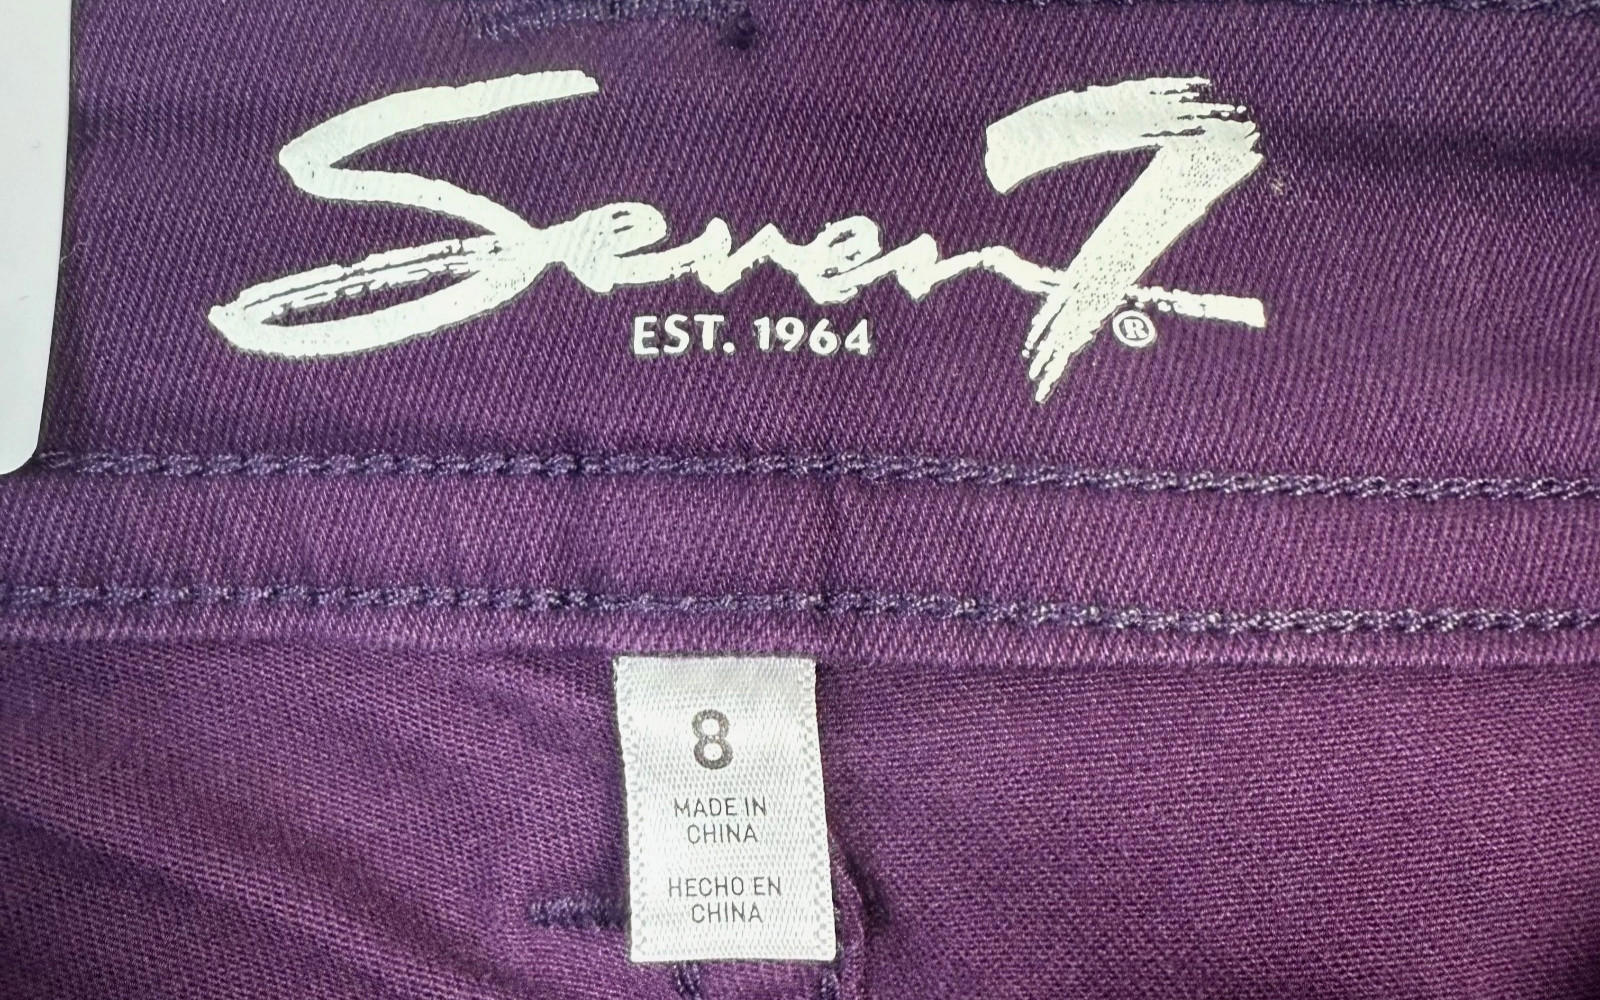 Seven7
EST. 1964 ®
8
MADE IN
CHINA
HECHO EN
CHINA